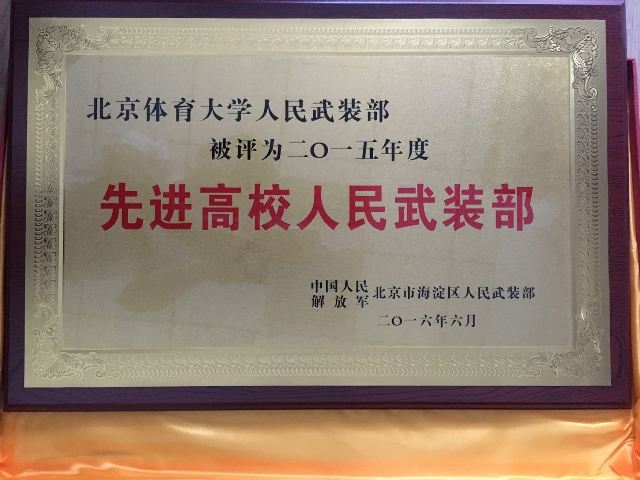 北京体育大学人民武装部
被评为二〇一五年度
先进高校人民武装部
中国人民解放军 北京市海淀区人民武装部
二〇一六年六月